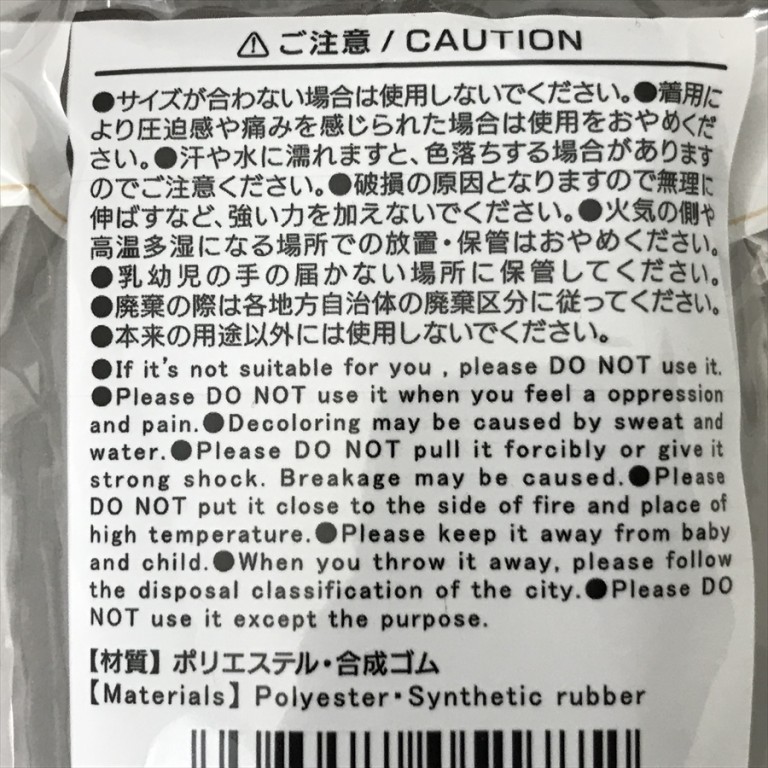 ⚠ ご注意 / CAUTION
●サイズが合わない場合は使用しないでください。●着用に
より圧迫感や痛みを感じられた場合は使用をおやめくだ
さい。●汗や水に濡れますと、色落ちする場合があります
のでご注意ください。●破損の原因となりますので無理に
伸ばすなど、強い力を加えないでください。●火気の側や
高温多湿になる場所での放置・保管はおやめください。
●乳幼児の手の届かない場所に保管してください。
●廃棄の際は各地方自治体の廃棄区分に従ってください。
●本来の用途以外には使用しないでください。
●If it's not suitable for you , please DO NOT use it.
●Please DO NOT use it when you feel a oppression
and pain.●Decoloring may be caused by sweat and
water.●Please DO NOT pull it forcibly or give it
strong shock. Breakage may be caused.●Please
DO NOT put it close to the side of fire and place of
high temperature.●Please keep it away from baby
and child.●When you throw it away, please follow
the disposal classification of the city.●Please DO
NOT use it except the purpose.
【材質】ポリエステル・合成ゴム
【Materials】Polyester・Synthetic rubber